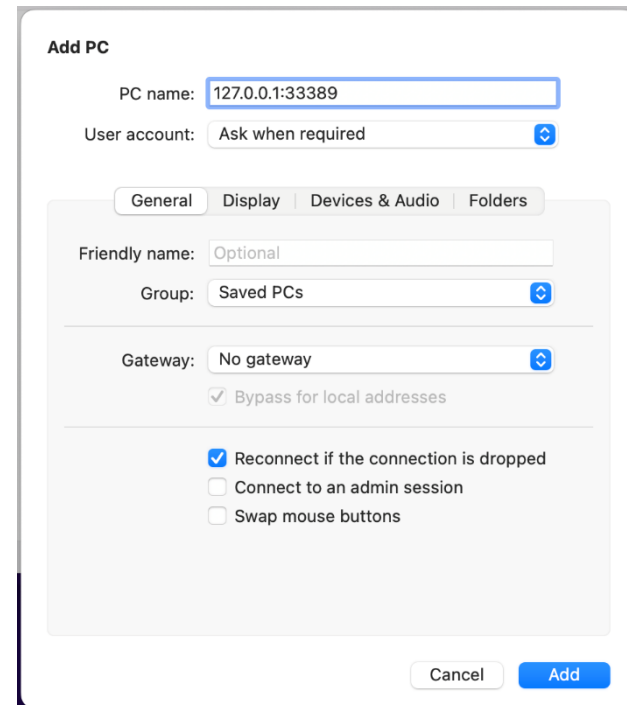 Add PC
PC name: 127.0.0.1:33389
User account: Ask when required
General Display Devices & Audio Folders
Friendly name: Optional
Group: Saved PCs
Gateway: No gateway
Bypass for local addresses
Reconnect if the connection is dropped
Connect to an admin session
Swap mouse buttons
Cancel Add